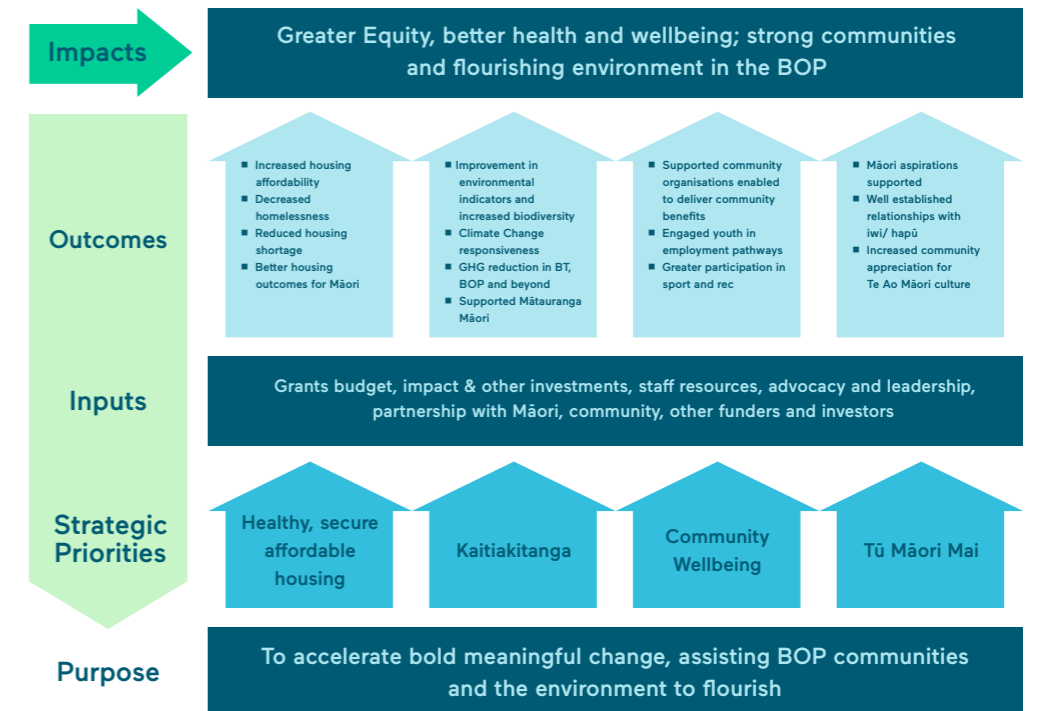 Impacts
Greater Equity, better health and wellbeing; strong communities
and flourishing environment in the BOP
Outcomes
■ Increased housing
affordability
■ Decreased
homelessness
■ Reduced housing
shortage
■ Better housing
outcomes for Māori
■ Improvement in
environmental
indicators and
increased biodiversity
■ Climate Change
responsiveness
■ GHG reduction in BT,
BOP and beyond
■ Supported Mātauranga
Māori
■ Supported community
organisations enabled
to deliver community
benefits
■ Engaged youth in
employment pathways
■ Greater participation in
sport and rec
■ Māori aspirations
supported
■ Well established
relationships with
iwi/ hapū
■ Increased community
appreciation for
Te Ao Māori culture
Inputs
Grants budget, impact & other investments, staff resources, advocacy and leadership,
partnership with Māori, community, other funders and investors
Strategic
Priorities
Healthy, secure
affordable
housing
Kaitiakitanga
Community
Wellbeing
Tū Māori Mai
Purpose
To accelerate bold meaningful change, assisting BOP communities
and the environment to flourish